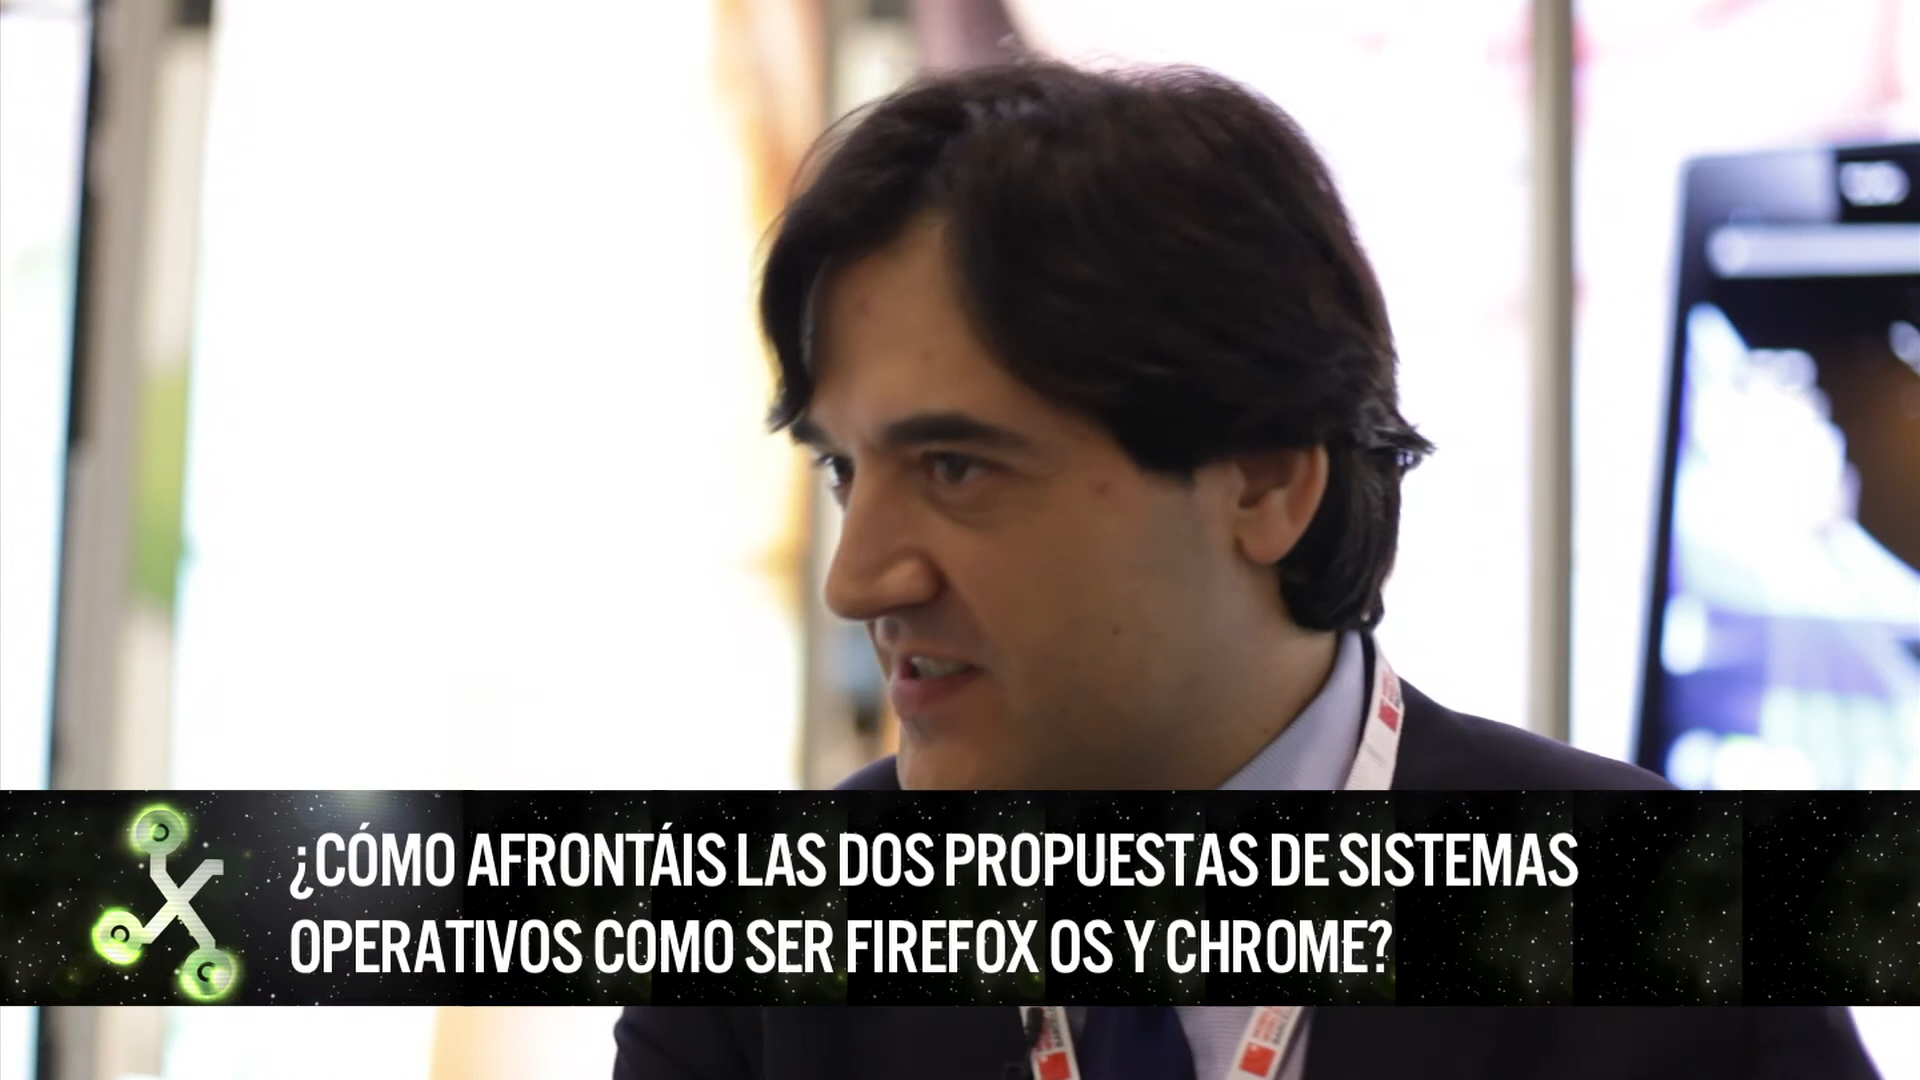 ¿CÓMO AFRONTÁIS LAS DOS PROPUESTAS DE SISTEMAS
OPERATIVOS COMO SER FIREFOX OS Y CHROME?